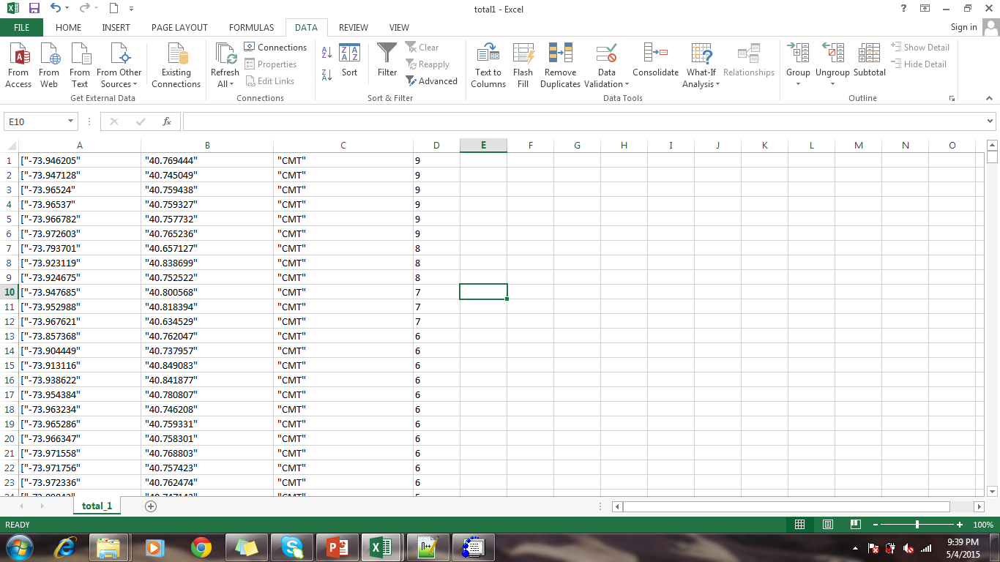 total1 - Excel
FILE HOME INSERT PAGE LAYOUT FORMULAS DATA REVIEW VIEW Sign in
From Access From Web From Text From Other Sources Existing Connections
Get External Data
Refresh All Connections Properties Edit Links
Connections
Sort Filter Clear Reapply Advanced
Sort & Filter
Text to Columns Flash Fill Remove Duplicates Data Validation Consolidate What-If Analysis Relationships
Data Tools
Group Ungroup Subtotal Show Detail Hide Detail
Outline
E10 fx
A B C D E F G H I J K L M N O
1 ["-73.946205" "40.769444" "CMT" 9
2 ["-73.947128" "40.745049" "CMT" 9
3 ["-73.96524" "40.759438" "CMT" 9
4 ["-73.96537" "40.759327" "CMT" 9
5 ["-73.966782" "40.757732" "CMT" 9
6 ["-73.972603" "40.765236" "CMT" 9
7 ["-73.793701" "40.657127" "CMT" 8
8 ["-73.923119" "40.838699" "CMT" 8
9 ["-73.924675" "40.752522" "CMT" 8
10 ["-73.947685" "40.800568" "CMT" 7
11 ["-73.952988" "40.818394" "CMT" 7
12 ["-73.967621" "40.634529" "CMT" 7
13 ["-73.857368" "40.762047" "CMT" 6
14 ["-73.904449" "40.737957" "CMT" 6
15 ["-73.913116" "40.849083" "CMT" 6
16 ["-73.938622" "40.841877" "CMT" 6
17 ["-73.954384" "40.780807" "CMT" 6
18 ["-73.963234" "40.746208" "CMT" 6
19 ["-73.965286" "40.759331" "CMT" 6
20 ["-73.966347" "40.758301" "CMT" 6
21 ["-73.971558" "40.768803" "CMT" 6
22 ["-73.971756" "40.757423" "CMT" 6
23 ["-73.972336" "40.762474" "CMT" 6
total_1
READY 100%
9:39 PM
5/4/2015